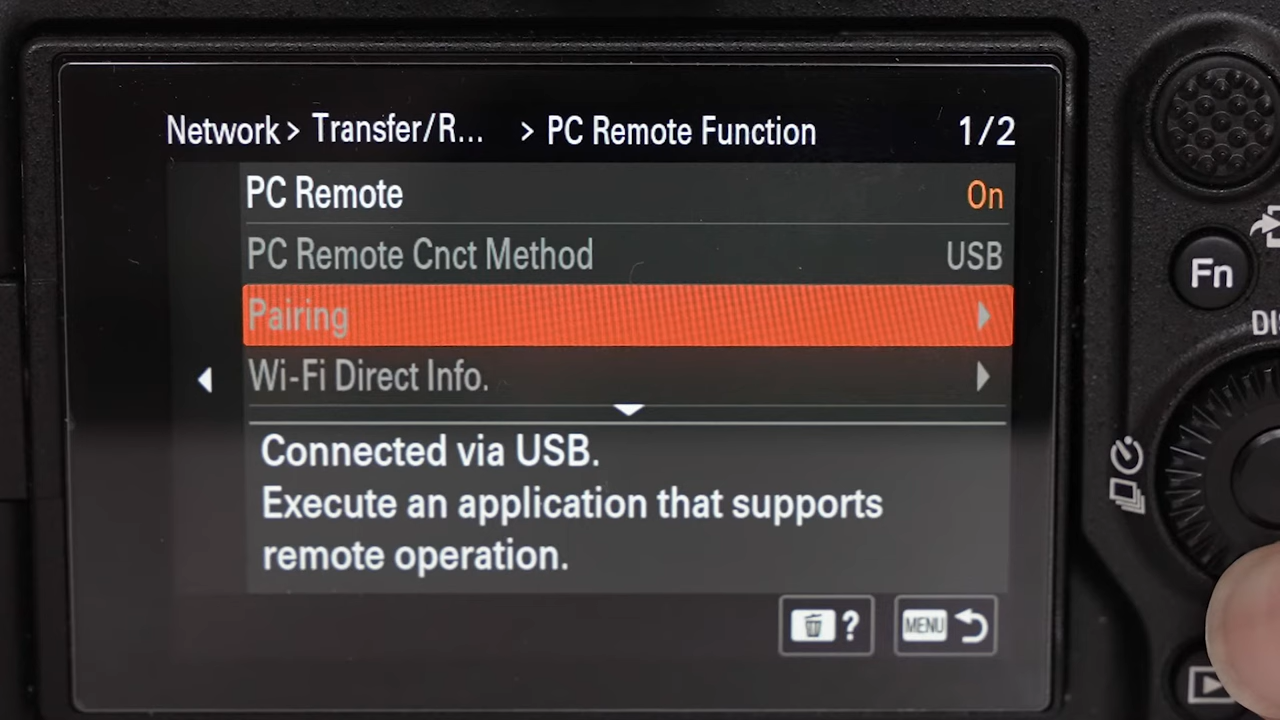 Network > Transfer/R... > PC Remote Function 1/2
PC Remote On
PC Remote Cnct Method USB
Pairing
Wi-Fi Direct Info.
Connected via USB.
Execute an application that supports
remote operation.
?
MENU
Fn